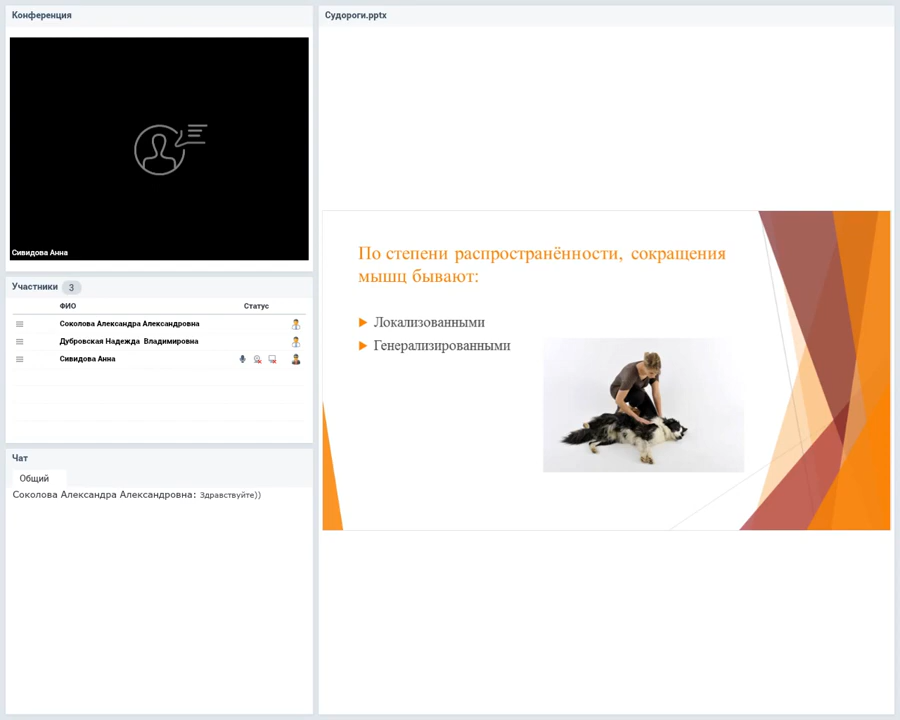 Конференция
Сивидова Анна
Участники 3
ФИО Статус
Соколова Александра Александровна
Дубровская Надежда Владимировна
Сивидова Анна
Чат
Общий
Соколова Александра Александровна: Здравствуйте))
Судороги.pptx
По степени распространённости, сокращения
мышц бывают:
Локализованными
Генерализированными